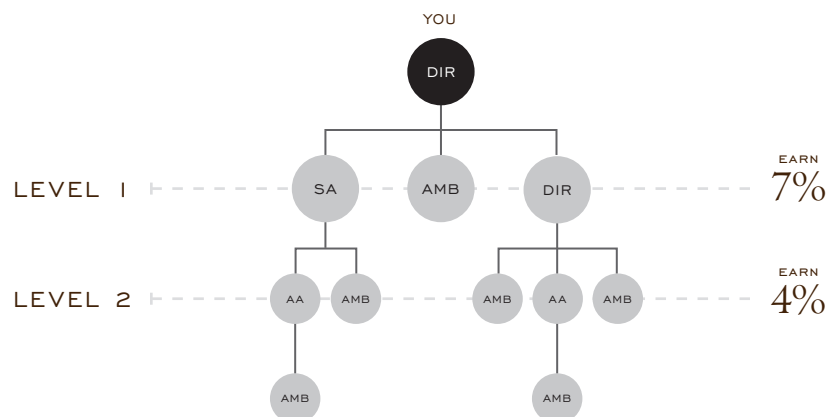 YOU
DIR
LEVEL 1
SA
AMB
DIR
EARN
7%
LEVEL 2
AA
AMB
AMB
AA
AMB
EARN
4%
AMB
AMB